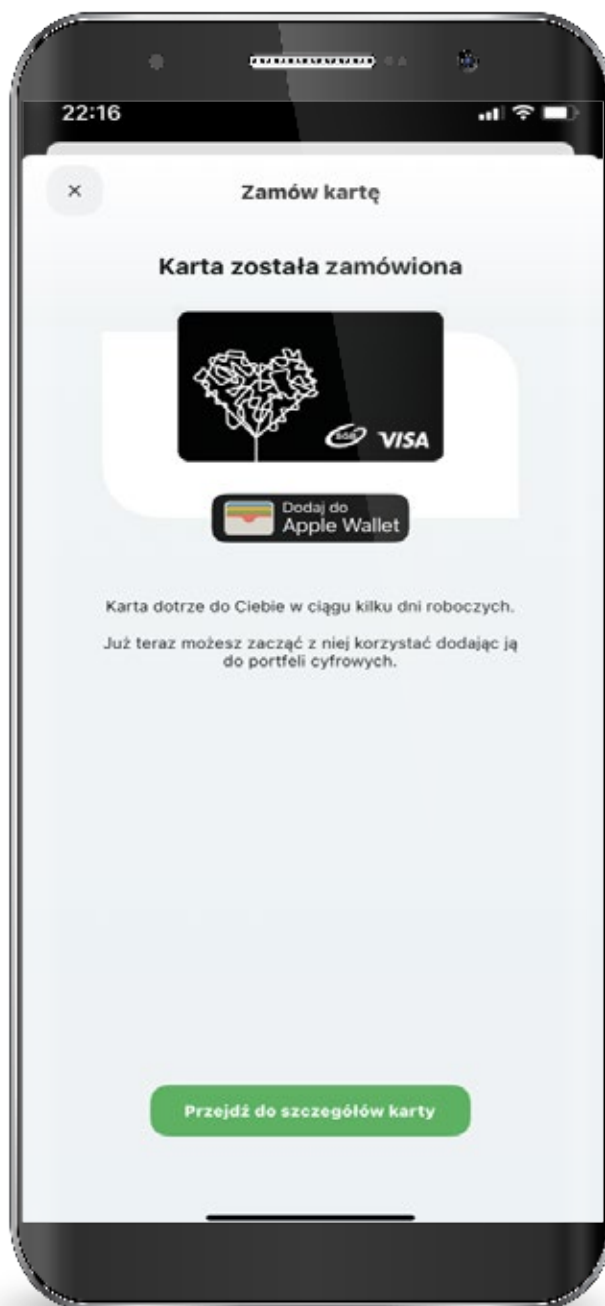 22:16
Zamów kartę
Karta została zamówiona
SGB VISA
Dodaj do
Apple Wallet
Karta dotrze do Ciebie w ciągu kilku dni roboczych.
Już teraz możesz zacząć z niej korzystać dodając ją
do portfeli cyfrowych.
Przejdź do szczegółów karty